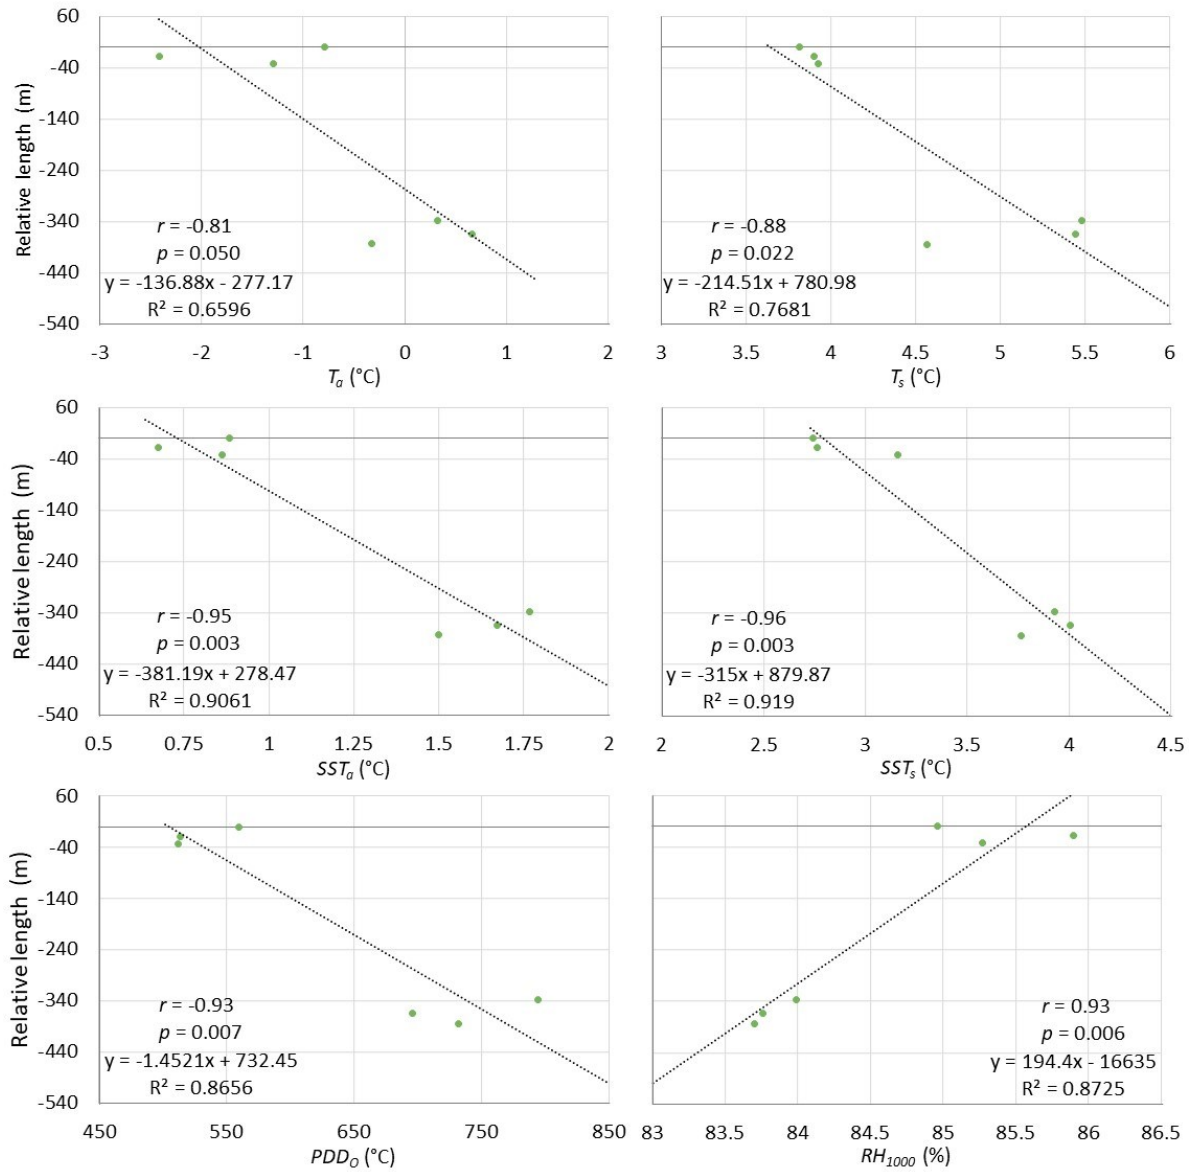 60
-40
-140
-240
-340
-440
-540
Relative length (m)
r = -0.81
p = 0.050
y = -136.88x - 277.17
R² = 0.6596
-3 -2 -1 0 1 2
Ta (°C)
60
-40
-140
-240
-340
-440
-540
r = -0.88
p = 0.022
y = -214.51x + 780.98
R² = 0.7681
3 3.5 4 4.5 5 5.5 6
Ts (°C)
60
-40
-140
-240
-340
-440
-540
Relative length (m)
r = -0.95
p = 0.003
y = -381.19x + 278.47
R² = 0.9061
0.5 0.75 1 1.25 1.5 1.75 2
SSTa (°C)
r = -0.96
p = 0.003
y = -315x + 879.87
R² = 0.919
2 2.5 3 3.5 4 4.5
SSTs (°C)
60
-40
-140
-240
-340
-440
-540
Relative length (m)
r = -0.93
p = 0.007
y = -1.4521x + 732.45
R² = 0.8656
450 550 650 750 850
PDDO (°C)
r = 0.93
p = 0.006
y = 194.4x - 16635
R² = 0.8725
83 83.5 84 84.5 85 85.5 86 86.5
RH1000 (%)